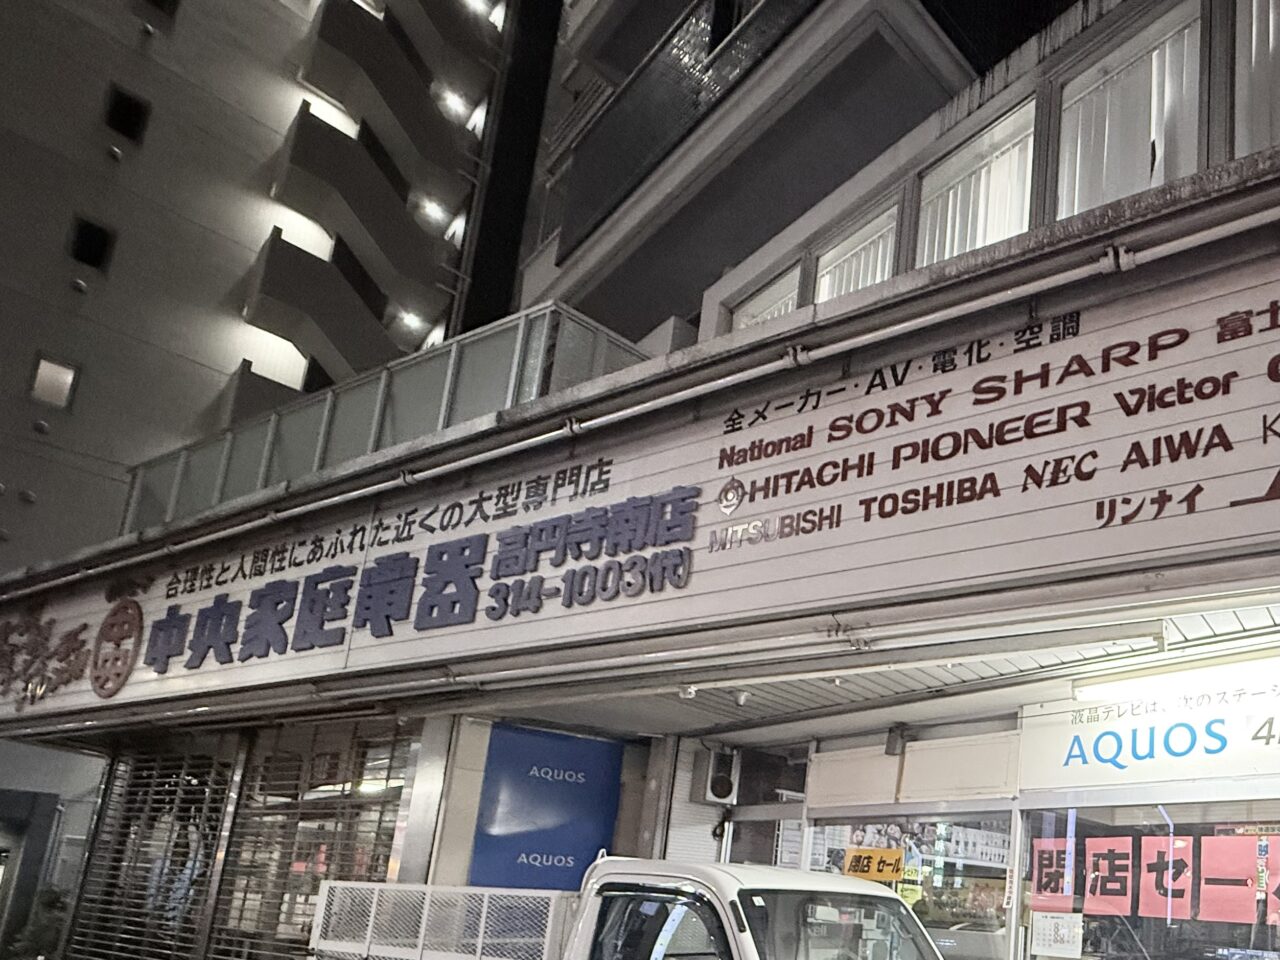 全メーカー・AV・電化・空調
National SONY SHARP 富士
HITACHI PIONEER Victor
MITSUBISHI TOSHIBA NEC AIWA K
リンナイ
合理性と人間性にあふれた近くの大型専門店
中央家庭電器 高円寺南店
314-1003(代)
液晶テレビは、次のステージ
AQUOS 4
AQUOS
AQUOS
閉店セール
閉店セー